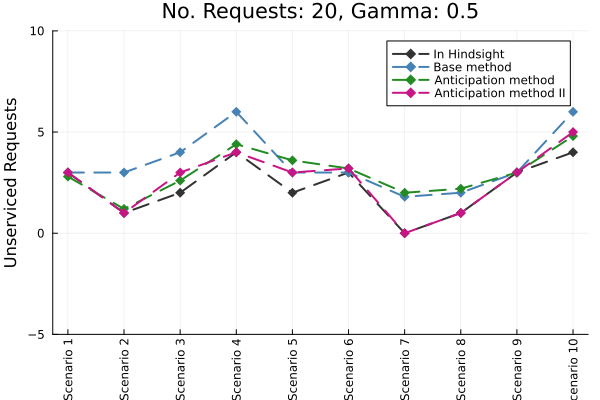 No. Requests: 20, Gamma: 0.5
Unserviced Requests
10
5
0
−5
In Hindsight
Base method
Anticipation method
Anticipation method II
Scenario 1
Scenario 2
Scenario 3
Scenario 4
Scenario 5
Scenario 6
Scenario 7
Scenario 8
Scenario 9
cenario 10